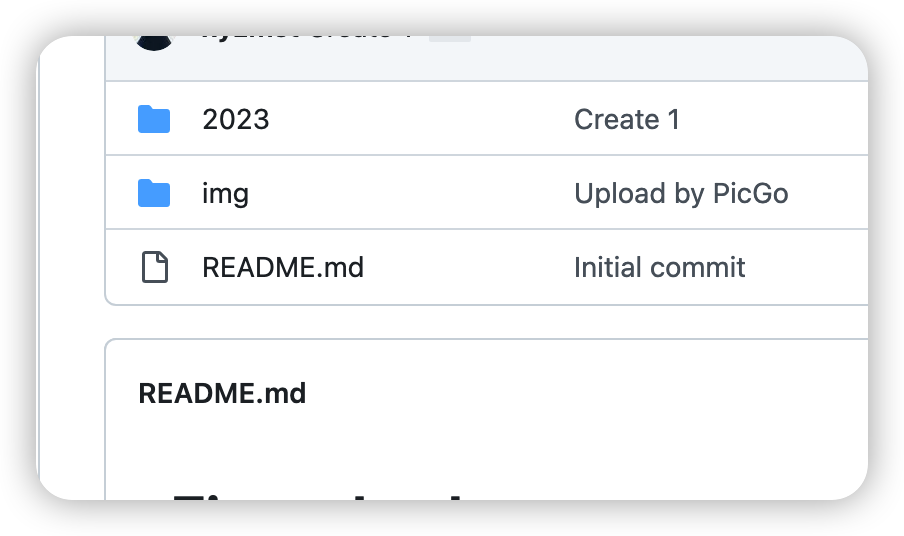 2023 Create 1
img Upload by PicGo
README.md Initial commit
README.md